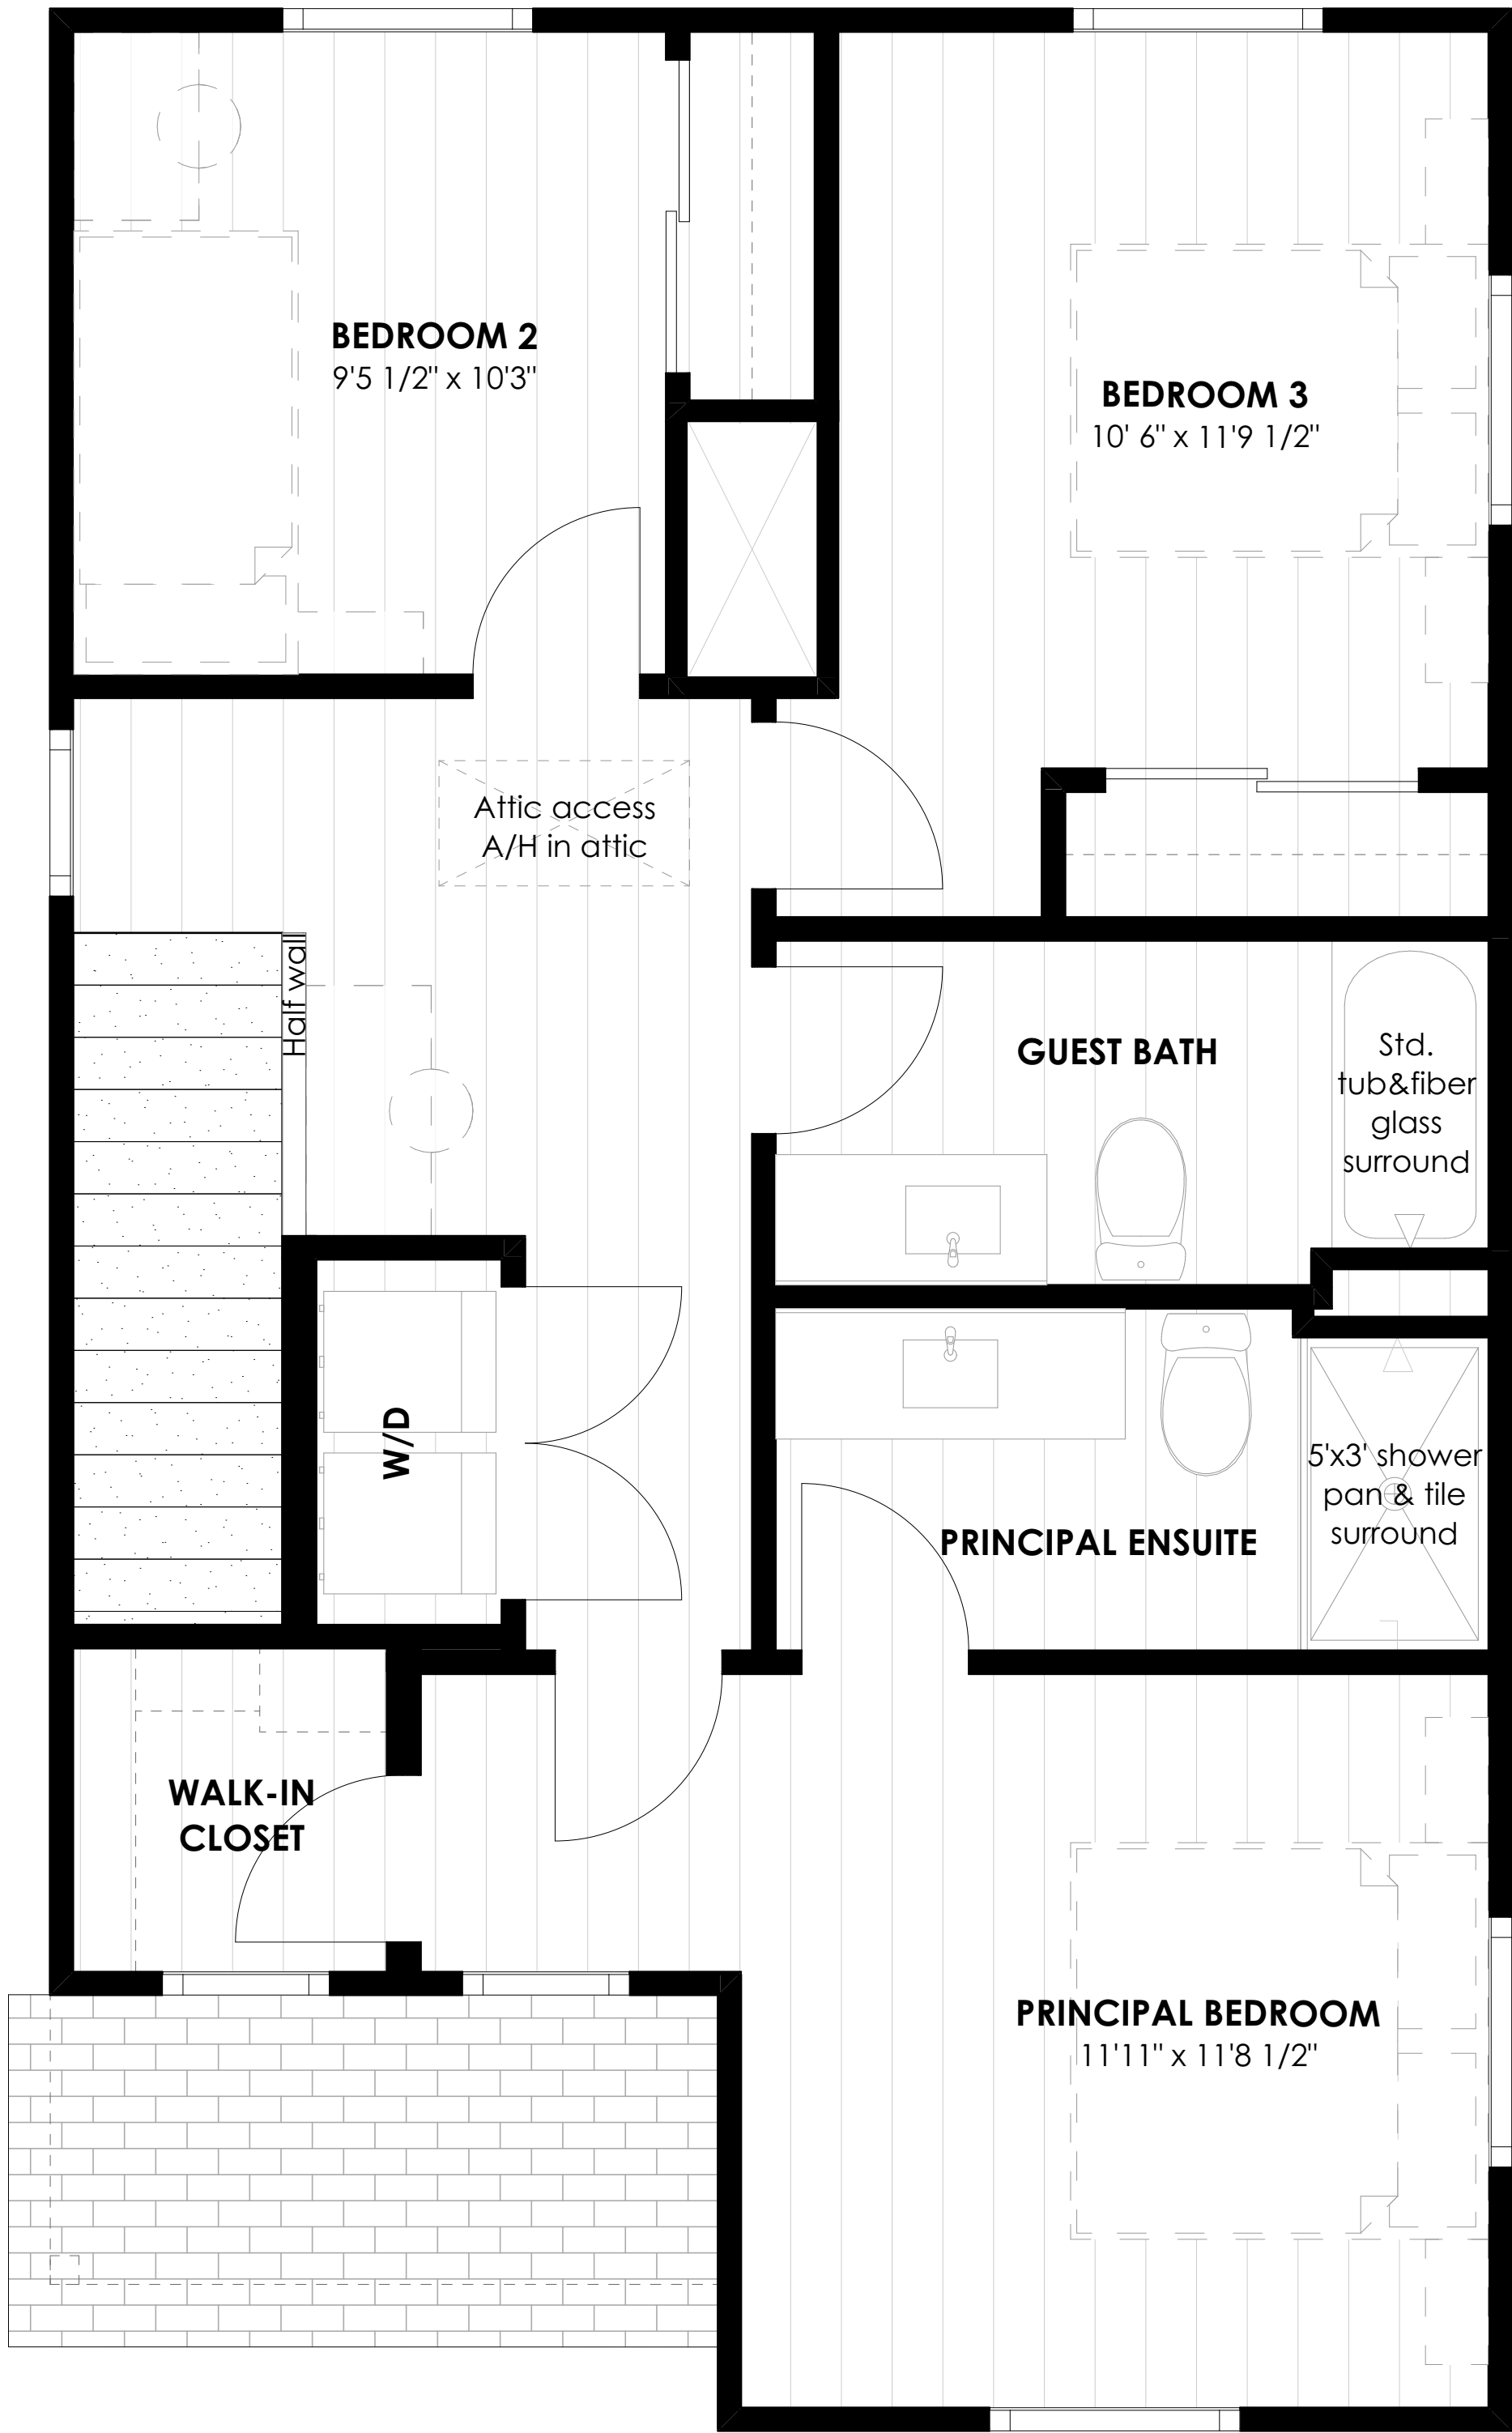 BEDROOM 2
9'5 1/2" x 10'3"
BEDROOM 3
10' 6" x 11'9 1/2"
Attic access
A/H in attic
Half wall
GUEST BATH
Std.
tub&fiber
glass
surround
W/D
5'x3' shower
pan & tile
surround
PRINCIPAL ENSUITE
WALK-IN
CLOSET
PRINCIPAL BEDROOM
11'11" x 11'8 1/2"